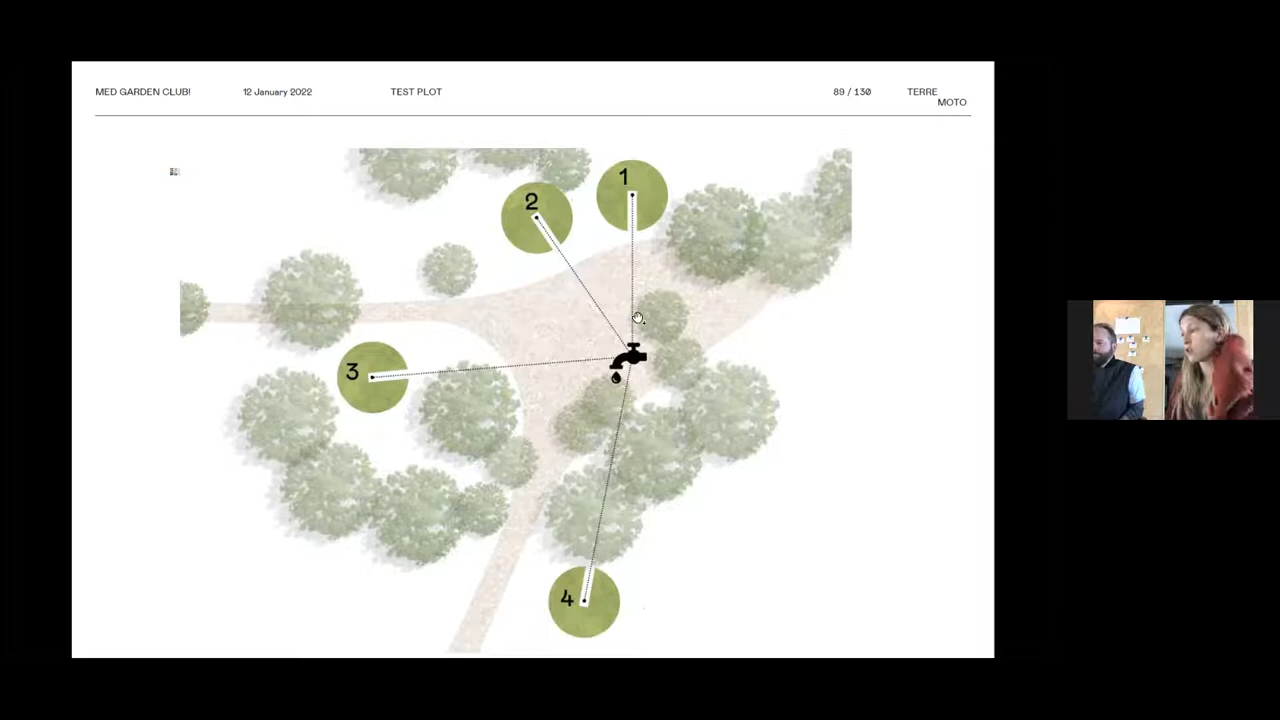 MED GARDEN CLUB!
12 January 2022
TEST PLOT
89 / 130
TERRE
MOTO
1
2
3
4